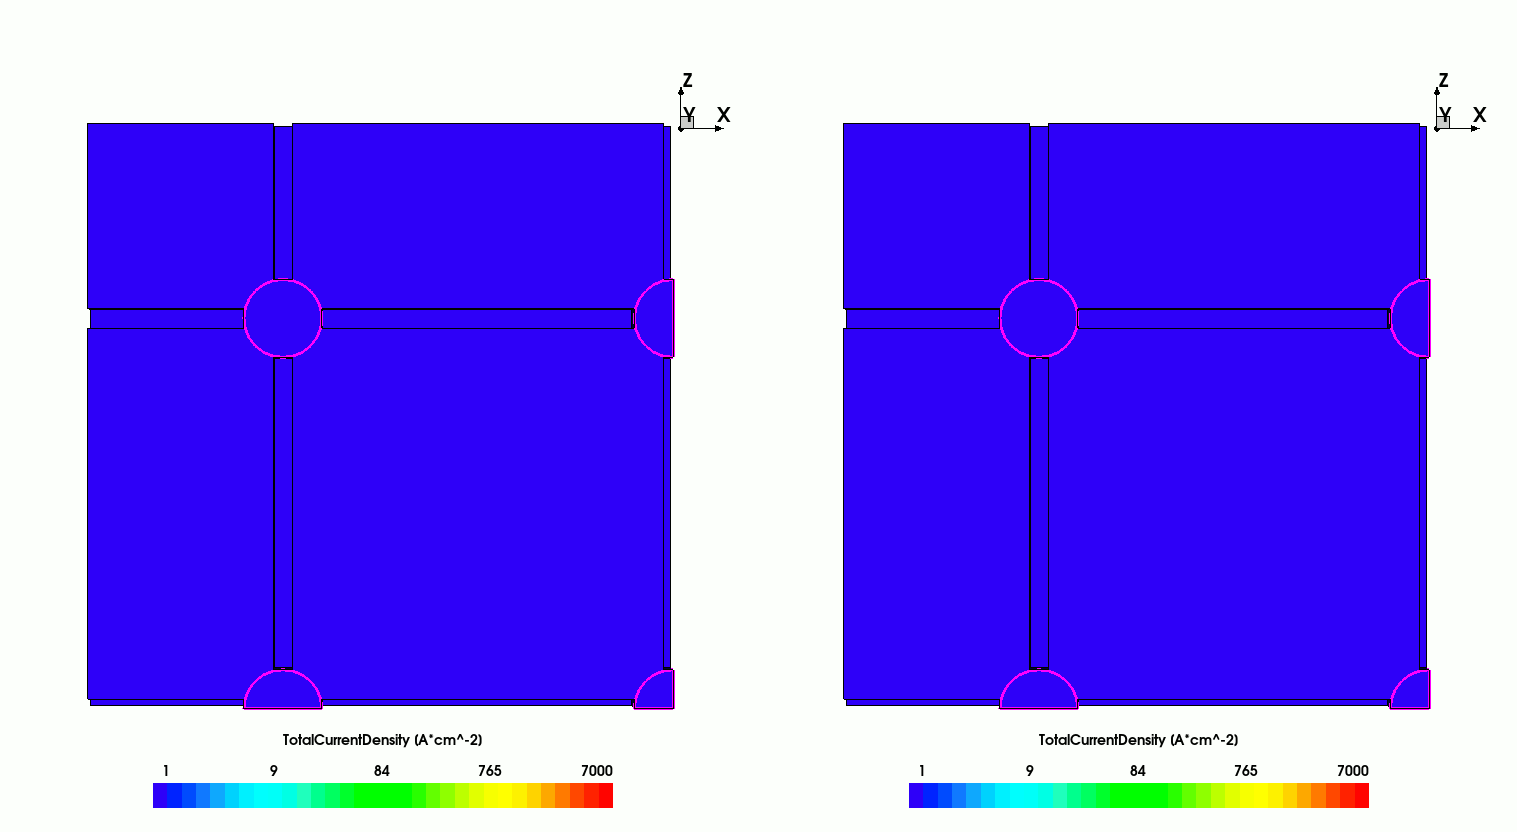 Z
Y X
Z
Y X
TotalCurrentDensity (A*cm^-2)
1 9 84 765 7000
TotalCurrentDensity (A*cm^-2)
1 9 84 765 7000